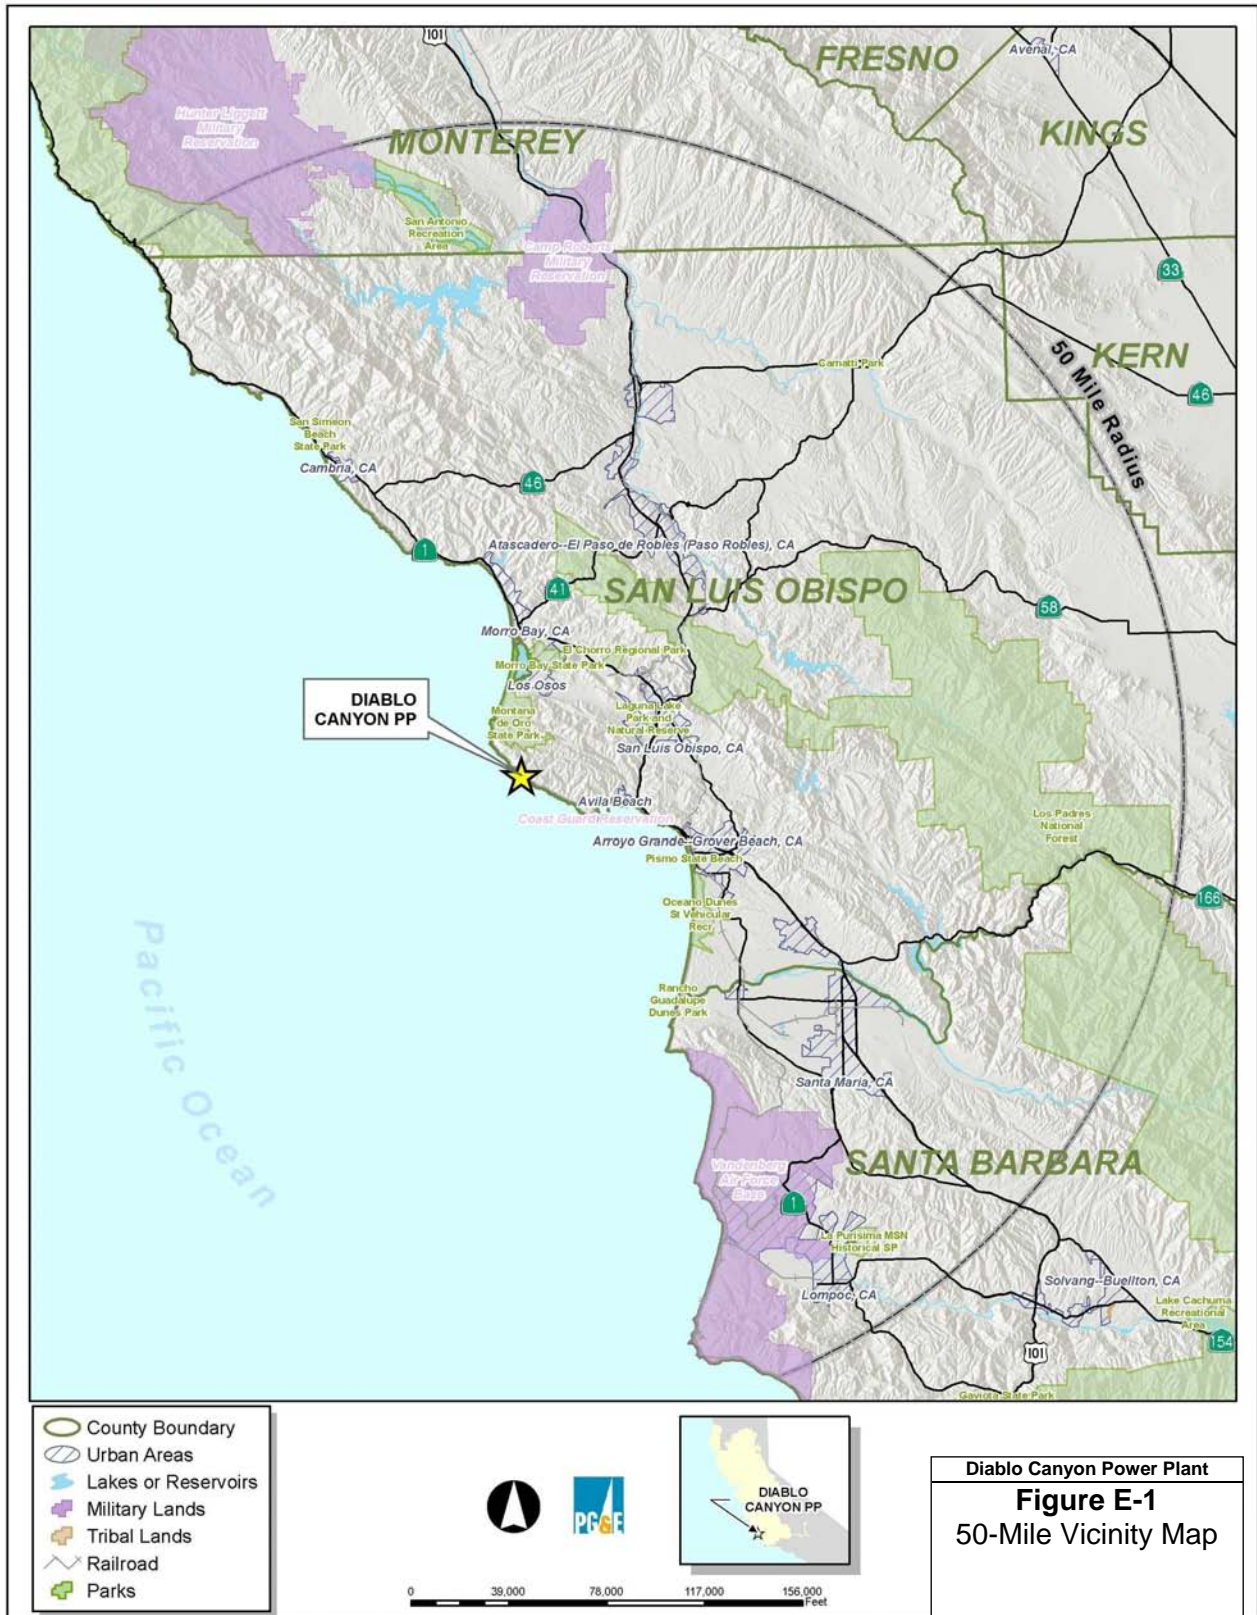 101
FRESNO
Avenal, CA
Hunter Liggett
Military
Reservation
MONTEREY
KINGS
San Antonio
Recreation
Area
Camp Roberts
Military
Reservation
33
50 Mile Radius
KERN
Camatti Park
46
San Simeon
Beach
State Park
Cambria, CA
46
1
Atascadero--El Paso de Robles (Paso Robles), CA
41
SAN LUIS OBISPO
58
Morro Bay, CA
El Chorro Regional Park
Morro Bay State Park
Los Osos
DIABLO
CANYON PP
Montana
de Oro
State Park
Laguna Lake
Park and
Natural Reserve
San Luis Obispo, CA
Avila Beach
Coast Guard Reservation
Los Padres
National
Forest
Arroyo Grande--Grover Beach, CA
Pismo State Beach
166
Oceano Dunes
St Vehicular
Recr
Pacific Ocean
Rancho
Guadalupe
Dunes Park
Santa Maria, CA
SANTA BARBARA
Vandenberg
Air Force
Base
1
La Purisima MSN
Historical SP
Solvang--Buellton, CA
Lompoc, CA
Lake Cachuma
Recreational
Area
154
101
Gaviota State Park
County Boundary
Urban Areas
Lakes or Reservoirs
Military Lands
Tribal Lands
Railroad
Parks
PG&E
DIABLO
CANYON PP
0 39,000 78,000 117,000 156,000
Feet
Diablo Canyon Power Plant
Figure E-1
50-Mile Vicinity Map